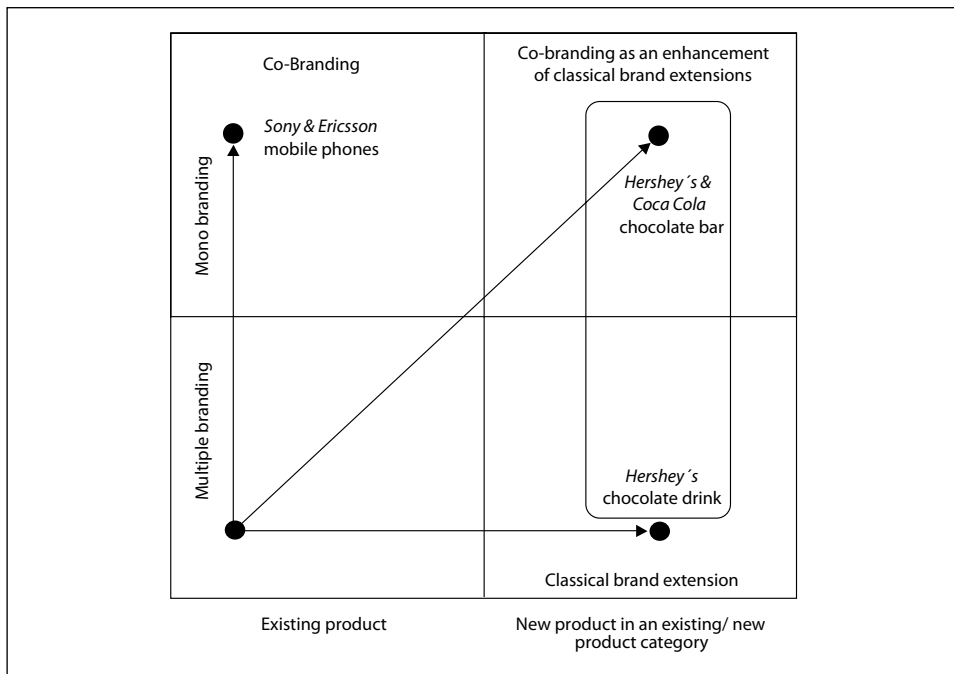 Co-Branding
Co-branding as an enhancement
of classical brand extensions
Sony & Ericsson
mobile phones
Mono branding
Hershey´s &
Coca Cola
chocolate bar
Multiple branding
Hershey´s
chocolate drink
Classical brand extension
Existing product
New product in an existing/ new
product category